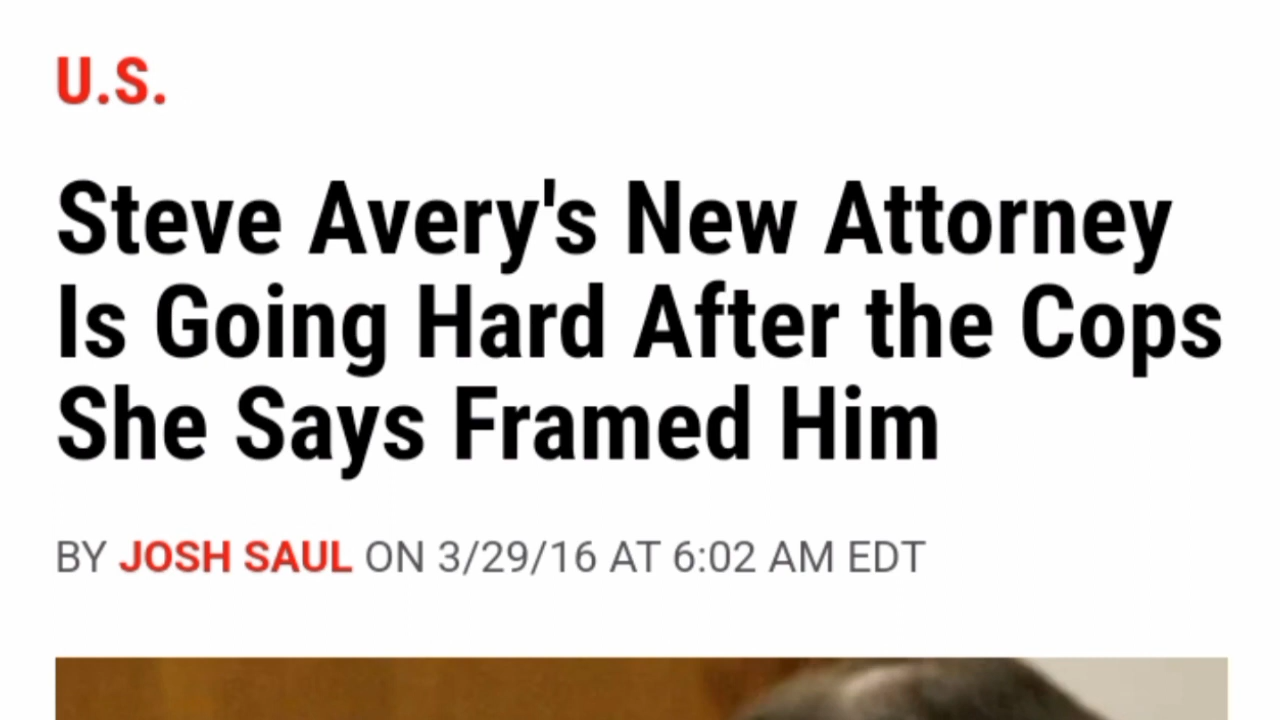 U.S.
Steve Avery's New Attorney
Is Going Hard After the Cops
She Says Framed Him
BY JOSH SAUL ON 3/29/16 AT 6:02 AM EDT